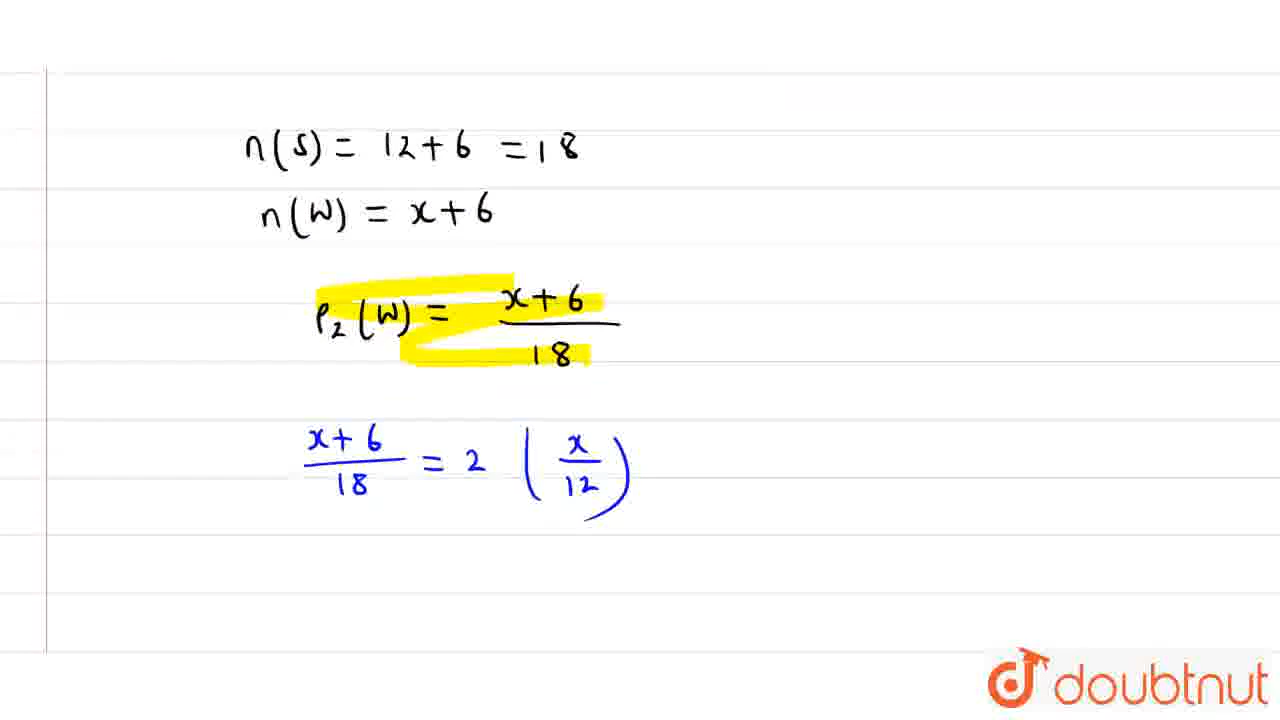 n(S) = 12 + 6 = 18
n(W) = x + 6
P₂(W) = x + 6 / 18
x + 6 / 18 = 2 (x / 12)
doubtnut